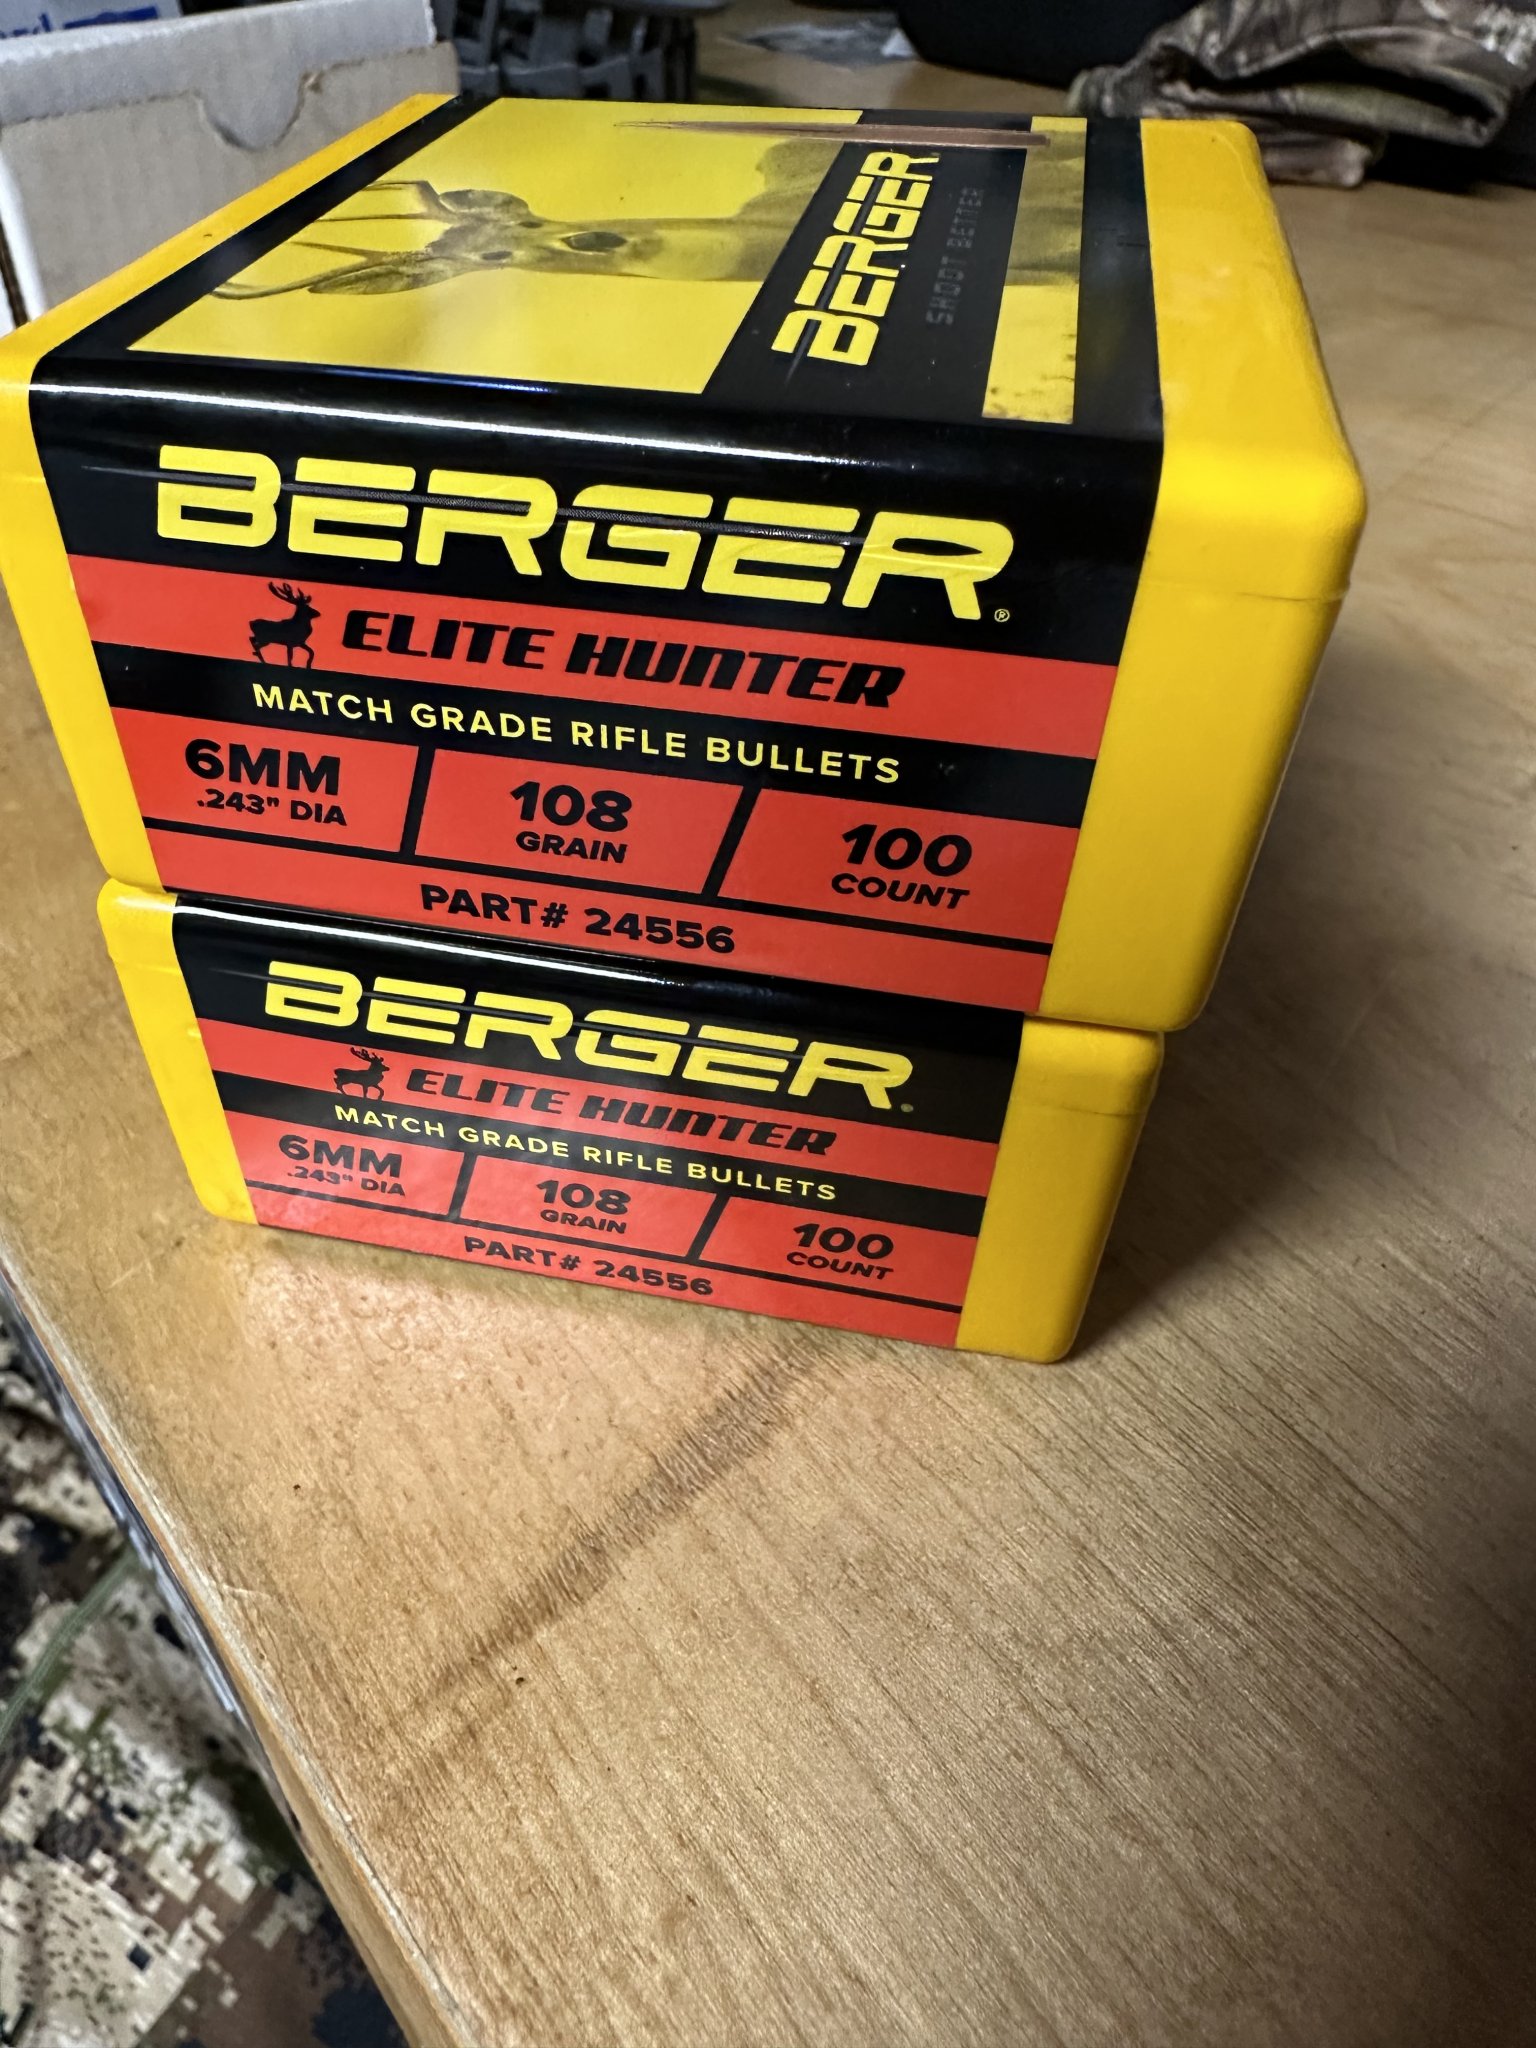 BERGER
SHOOT BETTER
BERGER®
ELITE HUNTER
MATCH GRADE RIFLE BULLETS
6MM
.243" DIA
108
GRAIN
100
COUNT
PART# 24556
BERGER®
ELITE HUNTER
MATCH GRADE RIFLE BULLETS
6MM
.243" DIA
108
GRAIN
100
COUNT
PART# 24556